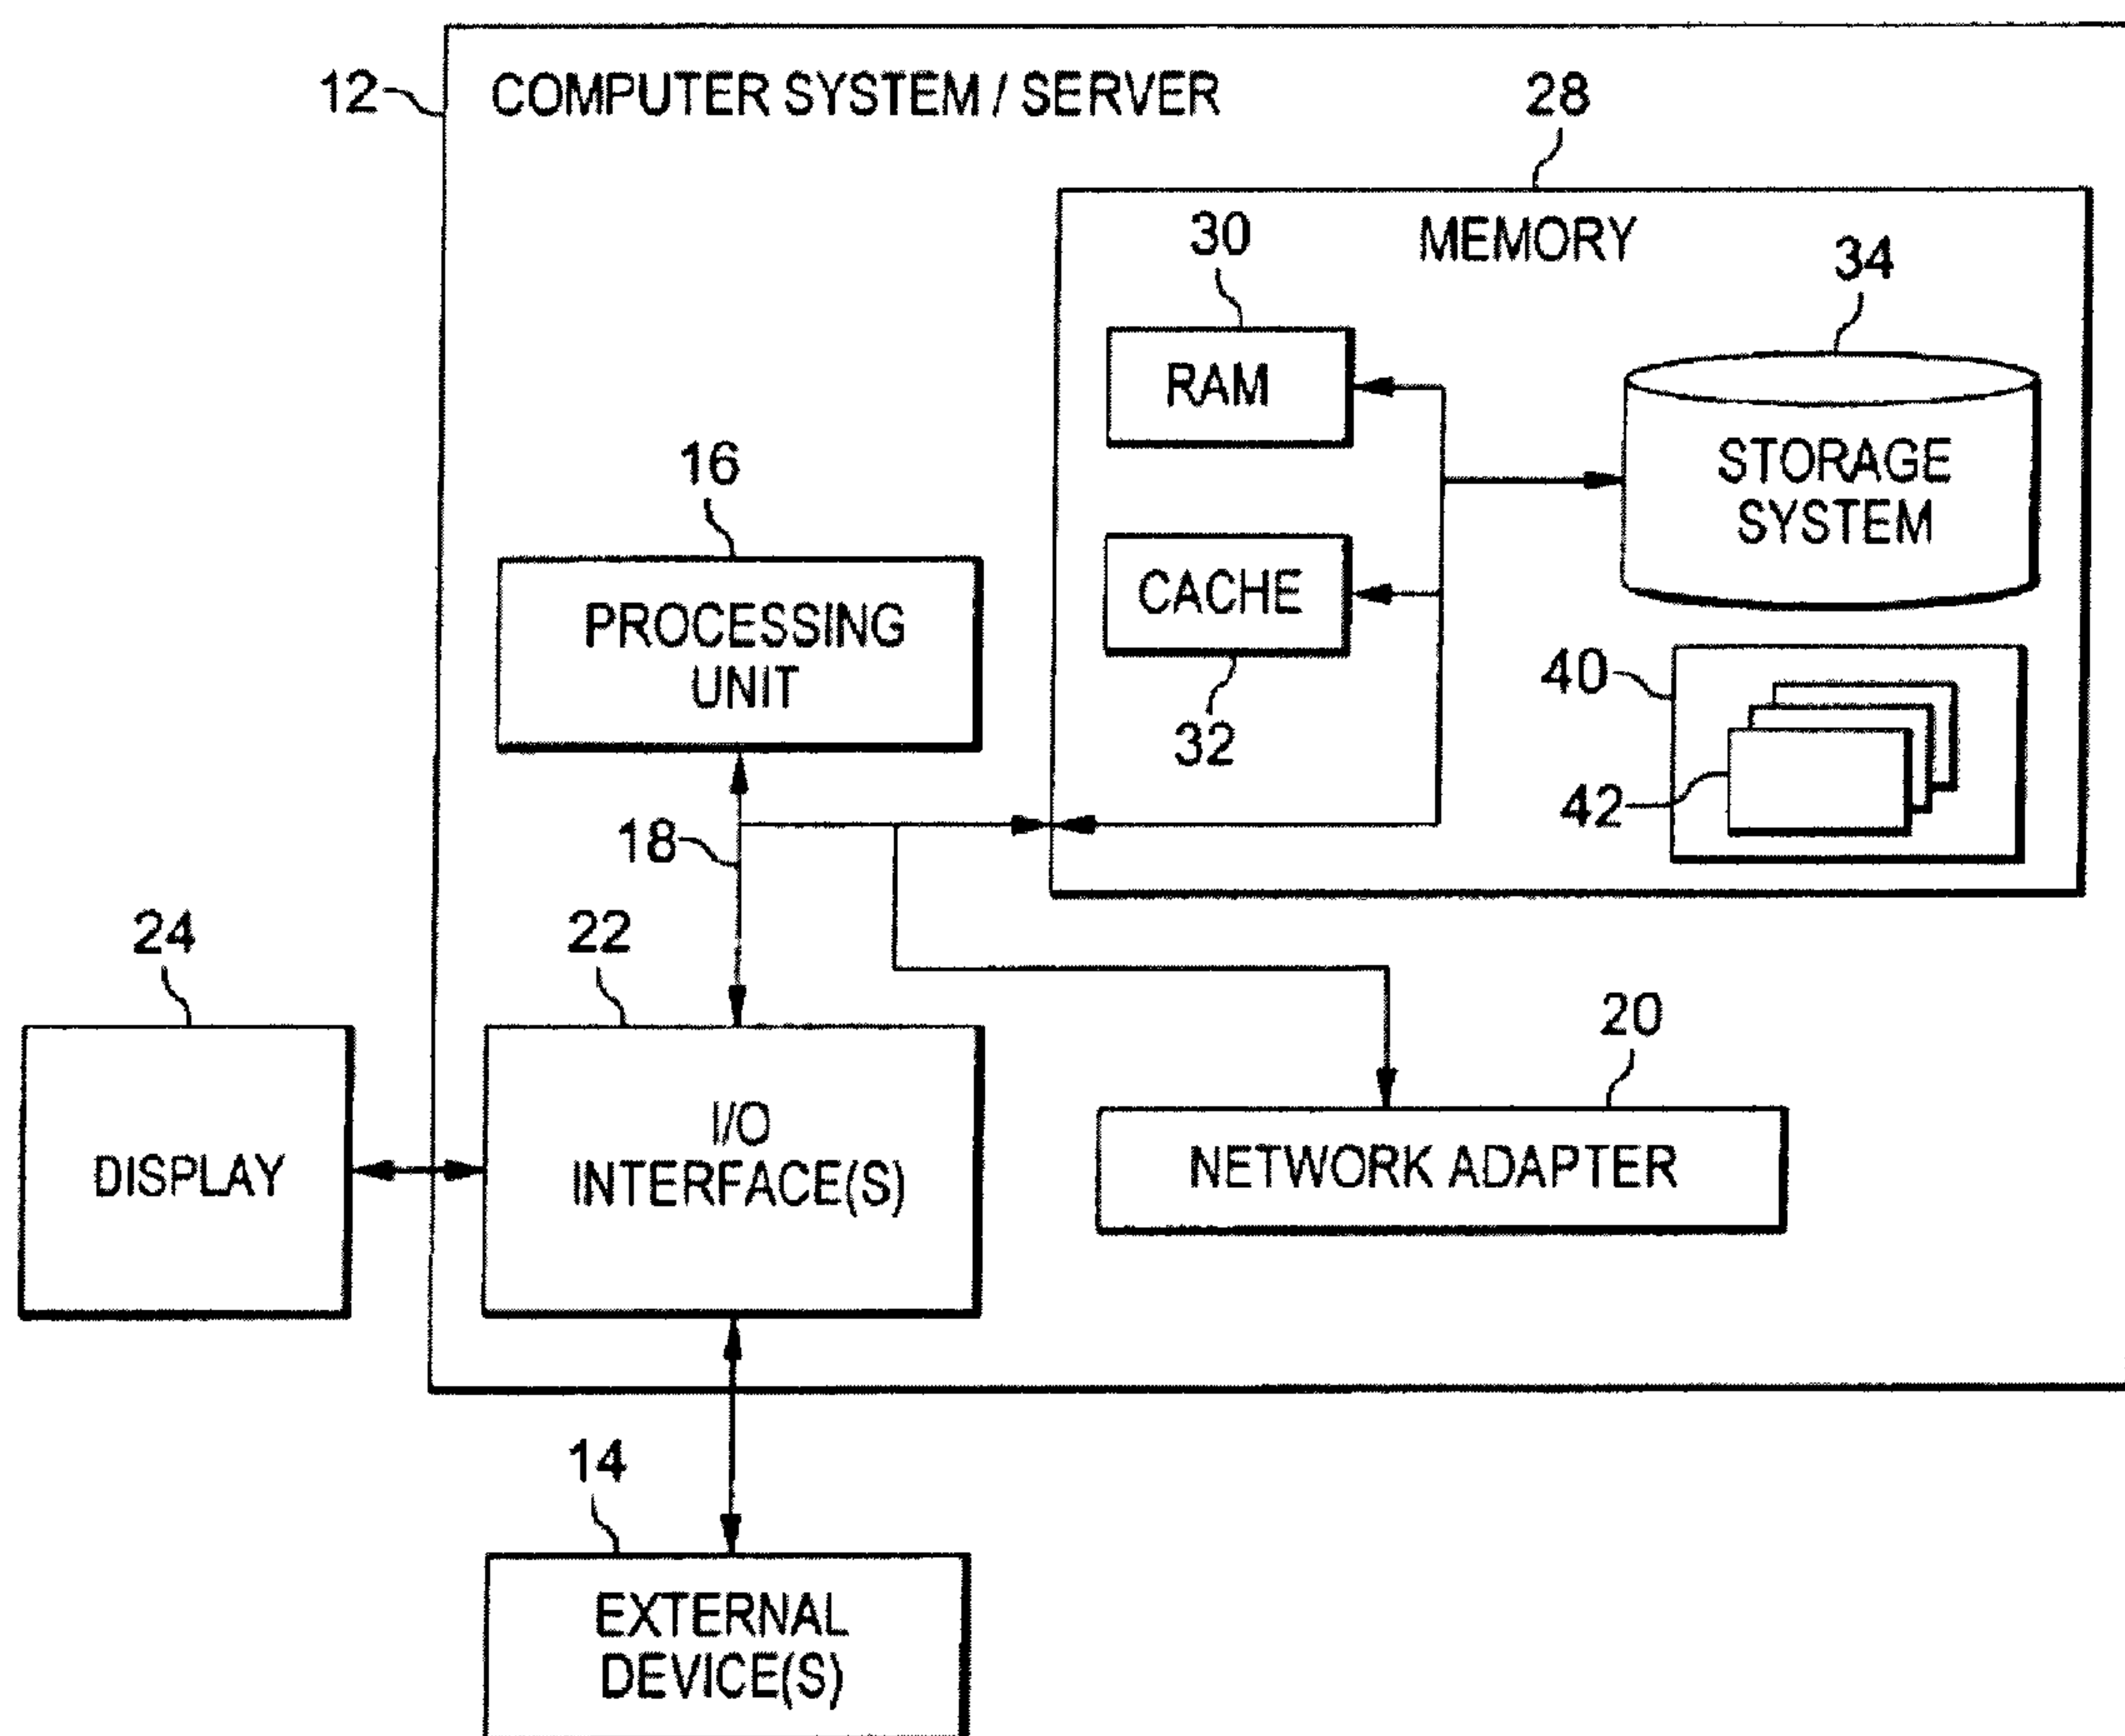 12
COMPUTER SYSTEM / SERVER
28
MEMORY
30
34
RAM
STORAGE
SYSTEM
16
PROCESSING
UNIT
CACHE
32
40
42
18
24
22
20
DISPLAY
I/O
INTERFACE(S)
NETWORK ADAPTER
14
EXTERNAL
DEVICE(S)